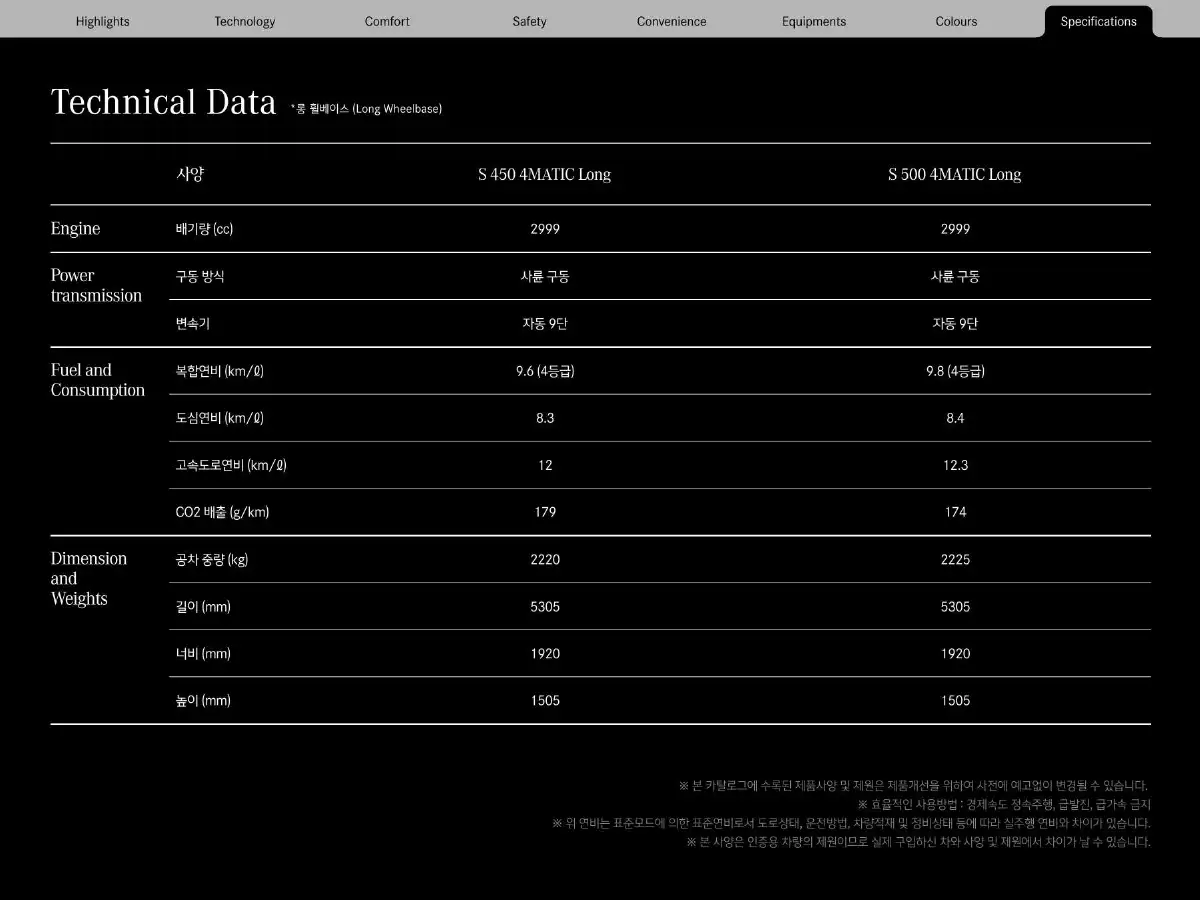 Highlights Technology Comfort Safety Convenience Equipments Colours Specifications
Technical Data *롱 휠베이스 (Long Wheelbase)
사양 S 450 4MATIC Long S 500 4MATIC Long
Engine 배기량 (cc) 2999 2999
Power
transmission
구동 방식 사륜 구동 사륜 구동
변속기 자동 9단 자동 9단
Fuel and
Consumption
복합연비 (km/ℓ) 9.6 (4등급) 9.8 (4등급)
도심연비 (km/ℓ) 8.3 8.4
고속도로연비 (km/ℓ) 12 12.3
CO2 배출 (g/km) 179 174
Dimension
and
Weights
공차 중량 (kg) 2220 2225
길이 (mm) 5305 5305
너비 (mm) 1920 1920
높이 (mm) 1505 1505
※ 본 카탈로그에 수록된 제품사양 및 제원은 제품개선을 위하여 사전에 예고없이 변경될 수 있습니다.
※ 효율적인 사용방법 : 경제속도 정속주행, 급발진, 급가속 금지
※ 위 연비는 표준모드에 의한 표준연비로서 도로상태, 운전방법, 차량적재 및 정비상태 등에 따라 실주행 연비와 차이가 있습니다.
※ 본 사양은 인증용 차량의 제원이므로 실제 구입하신 차와 사양 및 제원에서 차이가 날 수 있습니다.